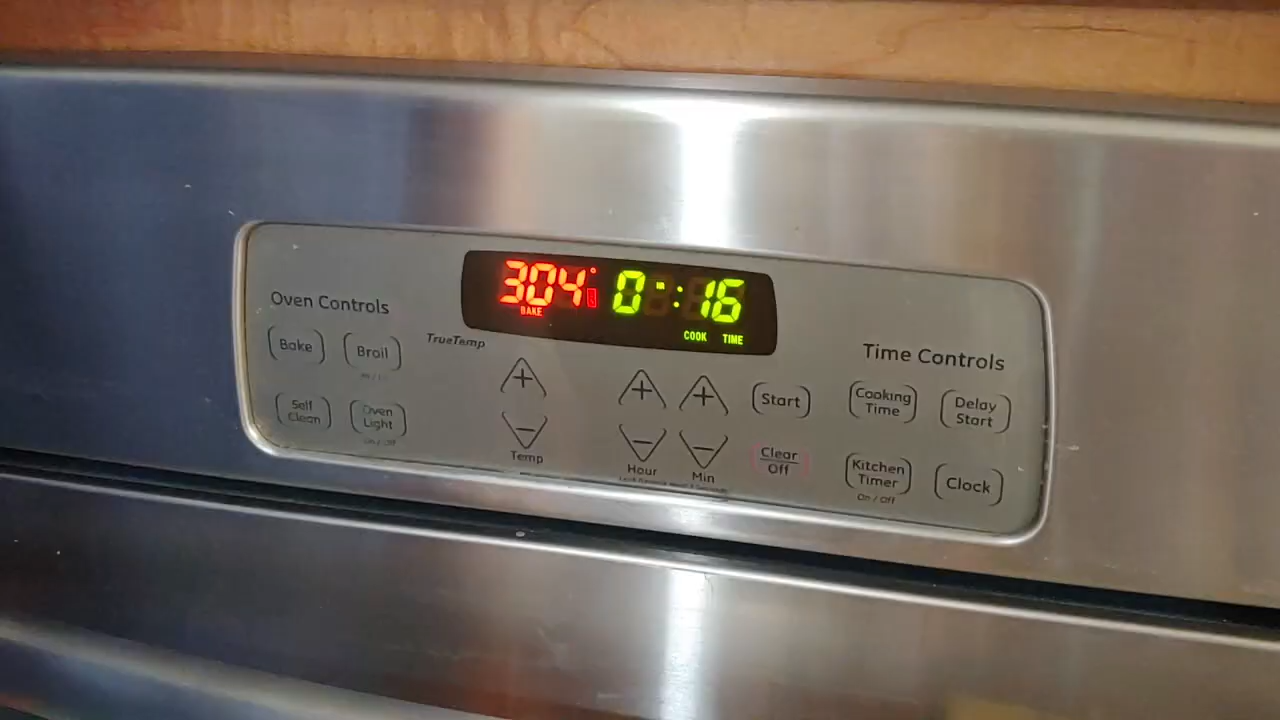 304°
BAKE
0 HR : 16
COOK TIME
Oven Controls
TrueTemp
Time Controls
Bake
Broil
Self
Clean
Oven
Light
On / Off
+
−
Temp
+
−
Hour
+
−
Min
Start
Clear
Off
Cooking
Time
Delay
Start
Kitchen
Timer
On / Off
Clock